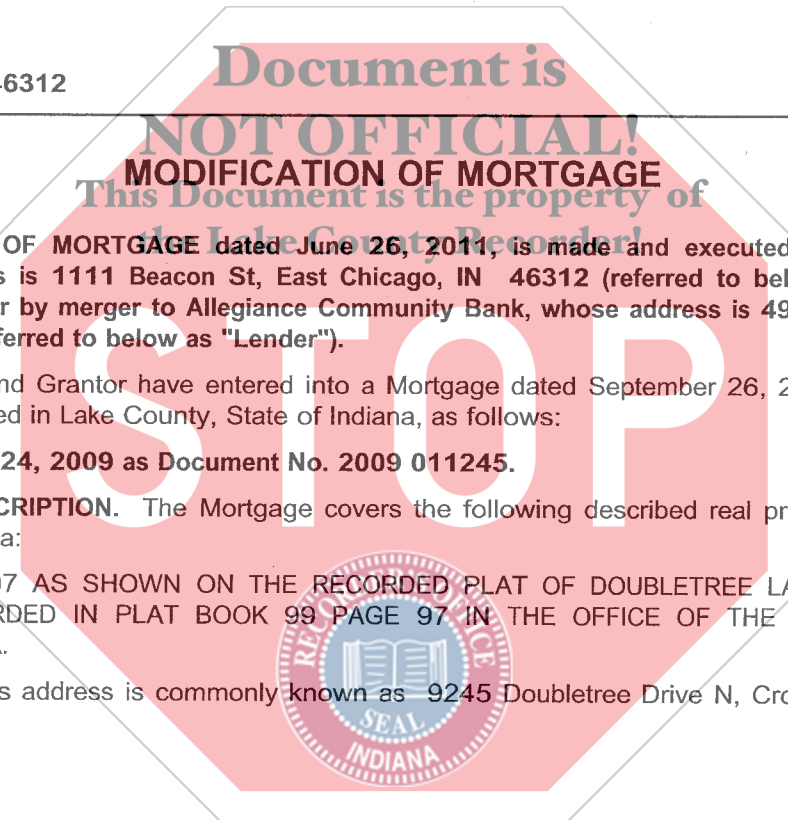 46312
Document is
NOT OFFICIAL!
MODIFICATION OF MORTGAGE
This Document is the property of
the Lake County Recorder!
OF MORTGAGE dated June 26, 2011, is made and executed
s is 1111 Beacon St, East Chicago, IN 46312 (referred to bel
r by merger to Allegiance Community Bank, whose address is 49
ferred to below as "Lender").
nd Grantor have entered into a Mortgage dated September 26, 2
ed in Lake County, State of Indiana, as follows:
24, 2009 as Document No. 2009 011245.
CRIPTION. The Mortgage covers the following described real pr
a:
07 AS SHOWN ON THE RECORDED PLAT OF DOUBLETREE LA
RDED IN PLAT BOOK 99 PAGE 97 IN THE OFFICE OF THE
s address is commonly known as 9245 Doubletree Drive N, Cro
STOP
RECORDER'S OFFICE
SEAL
INDIANA